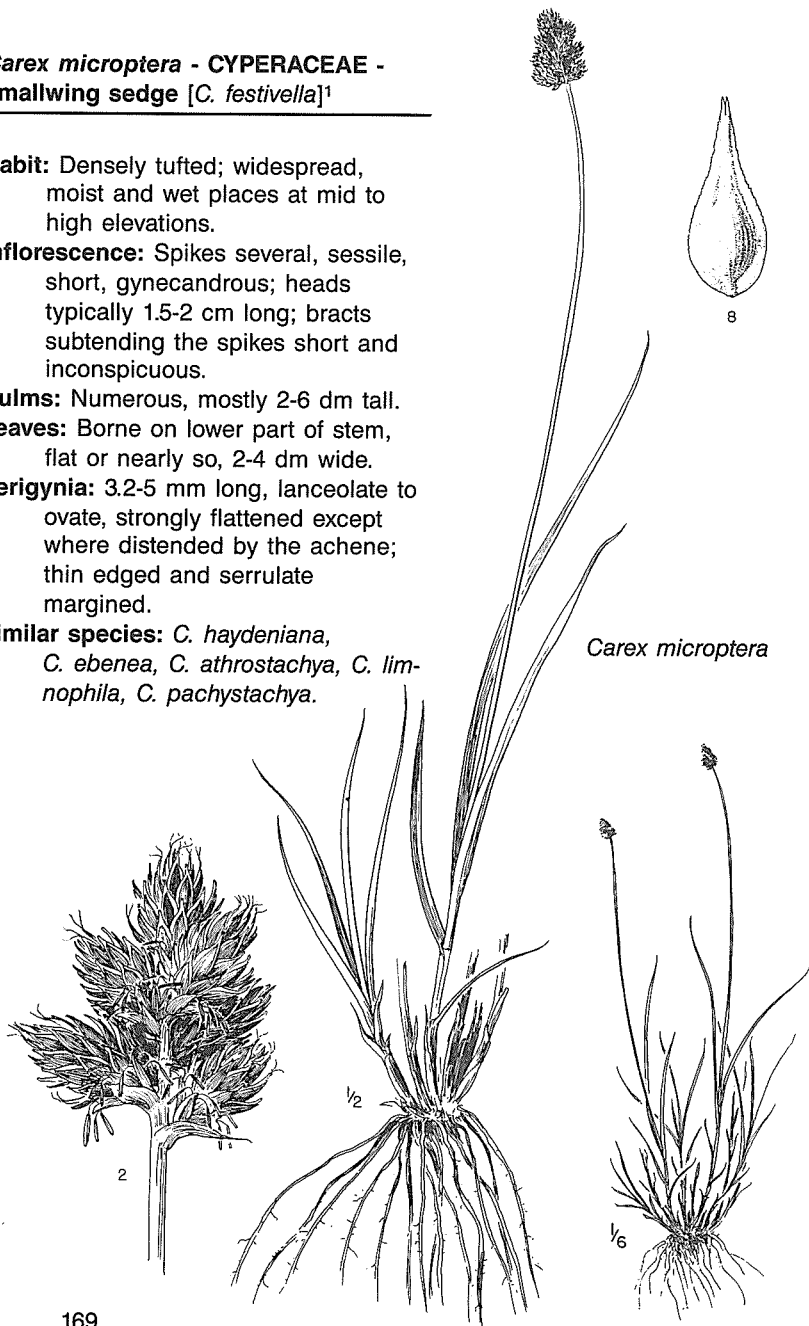 arex microptera - CYPERACEAE -
mallwing sedge [C. festivella]¹
abit: Densely tufted; widespread,
moist and wet places at mid to
high elevations.
florescence: Spikes several, sessile,
short, gynecandrous; heads
typically 1.5-2 cm long; bracts
subtending the spikes short and
inconspicuous.
ulms: Numerous, mostly 2-6 dm tall.
eaves: Borne on lower part of stem,
flat or nearly so, 2-4 dm wide.
erigynia: 3.2-5 mm long, lanceolate to
ovate, strongly flattened except
where distended by the achene;
thin edged and serrulate
margined.
imilar species: C. haydeniana,
C. ebenea, C. athrostachya, C. lim-
nophila, C. pachystachya.
8
Carex microptera
2
1/2
1/6
169